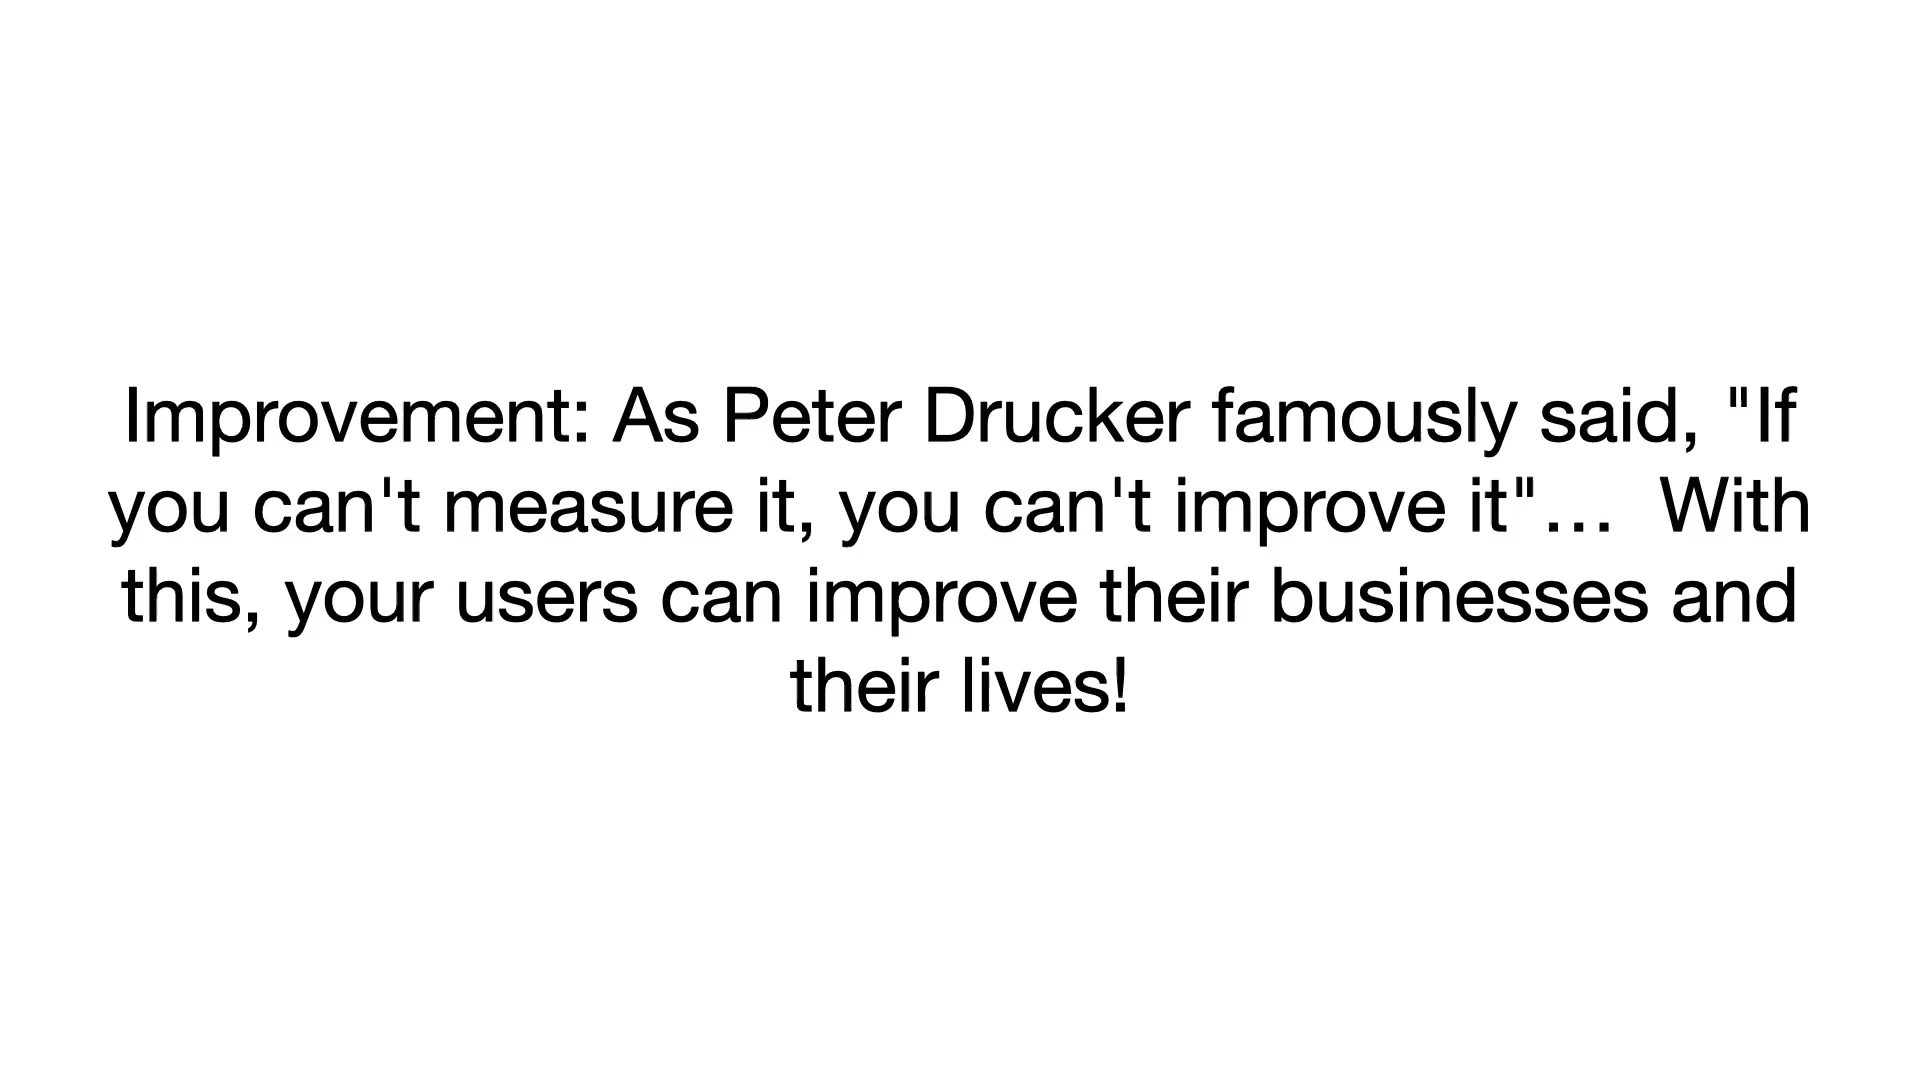 Improvement: As Peter Drucker famously said, "If
you can't measure it, you can't improve it"…  With
this, your users can improve their businesses and
their lives!